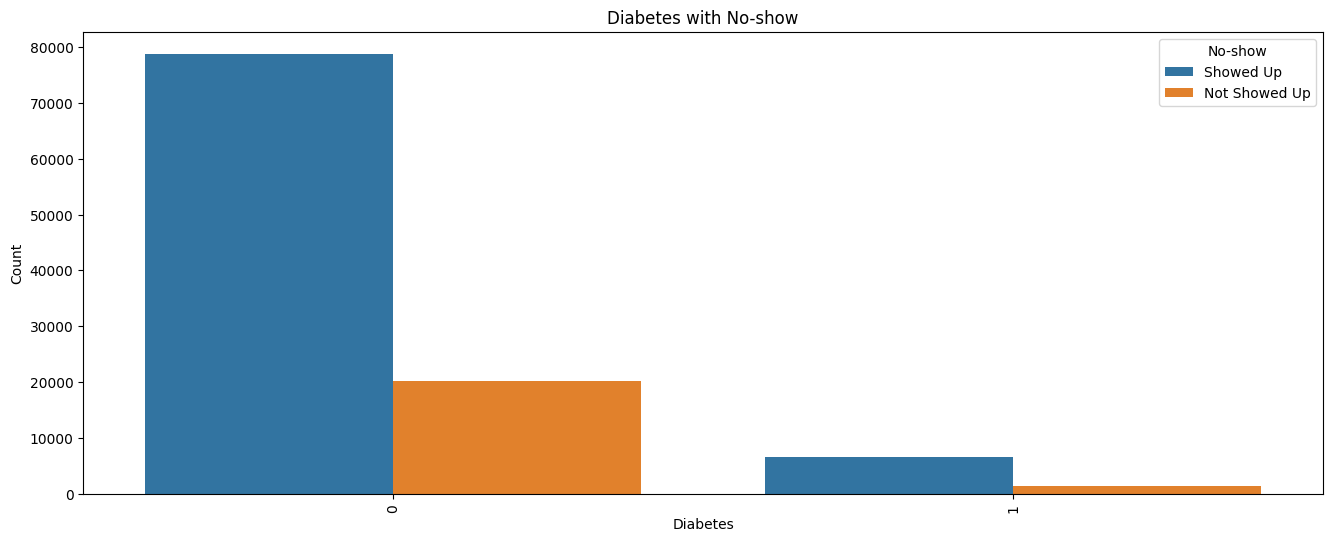 Diabetes with No-show
No-show
Showed Up
Not Showed Up
80000
70000
60000
50000
40000
30000
20000
10000
0
Count
0
1
Diabetes